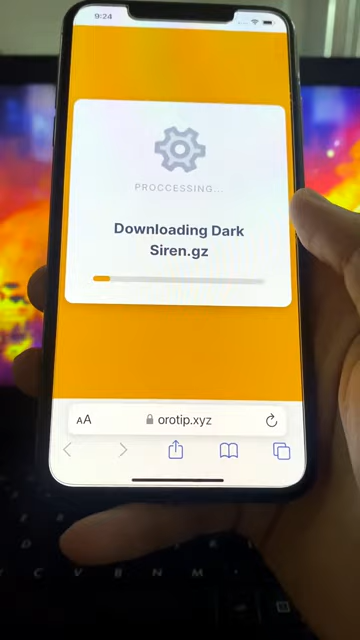 9:24
PROCCESSING...
Downloading Dark
Siren.gz
AA
orotip.xyz
C V B N M